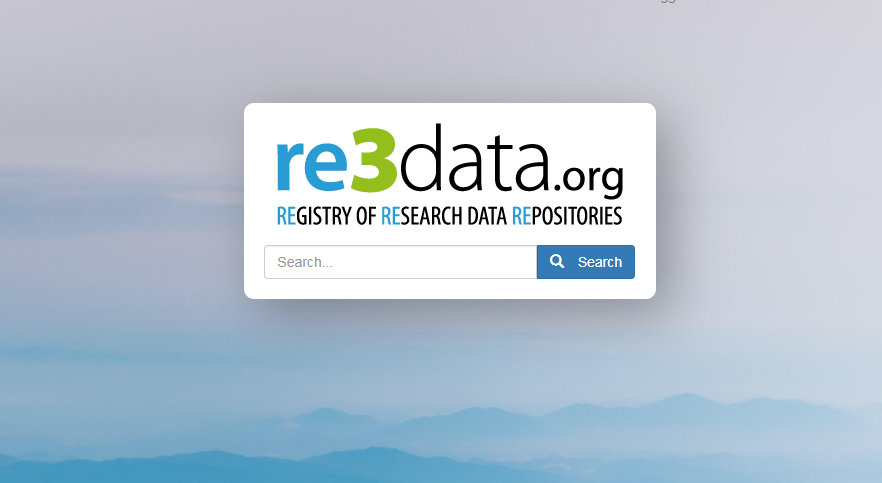 re3data.org
REGISTRY OF RESEARCH DATA REPOSITORIES
Search...
Search